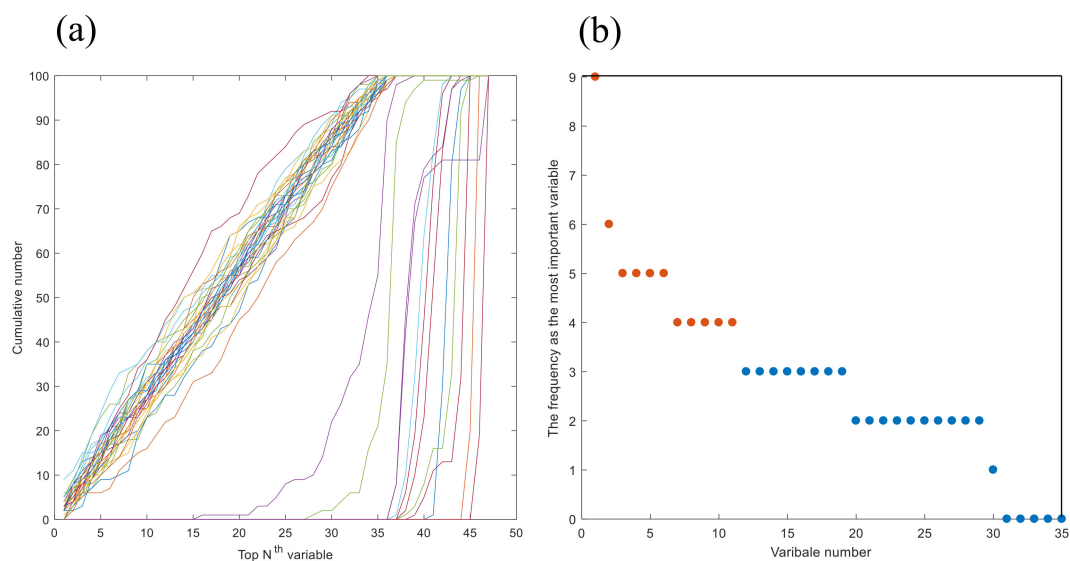 (a)
100
90
80
70
60
50
40
30
20
10
0
Cumulative number
0 5 10 15 20 25 30 35 40 45 50
Top N^th variable
(b)
9
8
7
6
5
4
3
2
1
0
The frequency as the most important variable
0 5 10 15 20 25 30 35
Varibale number